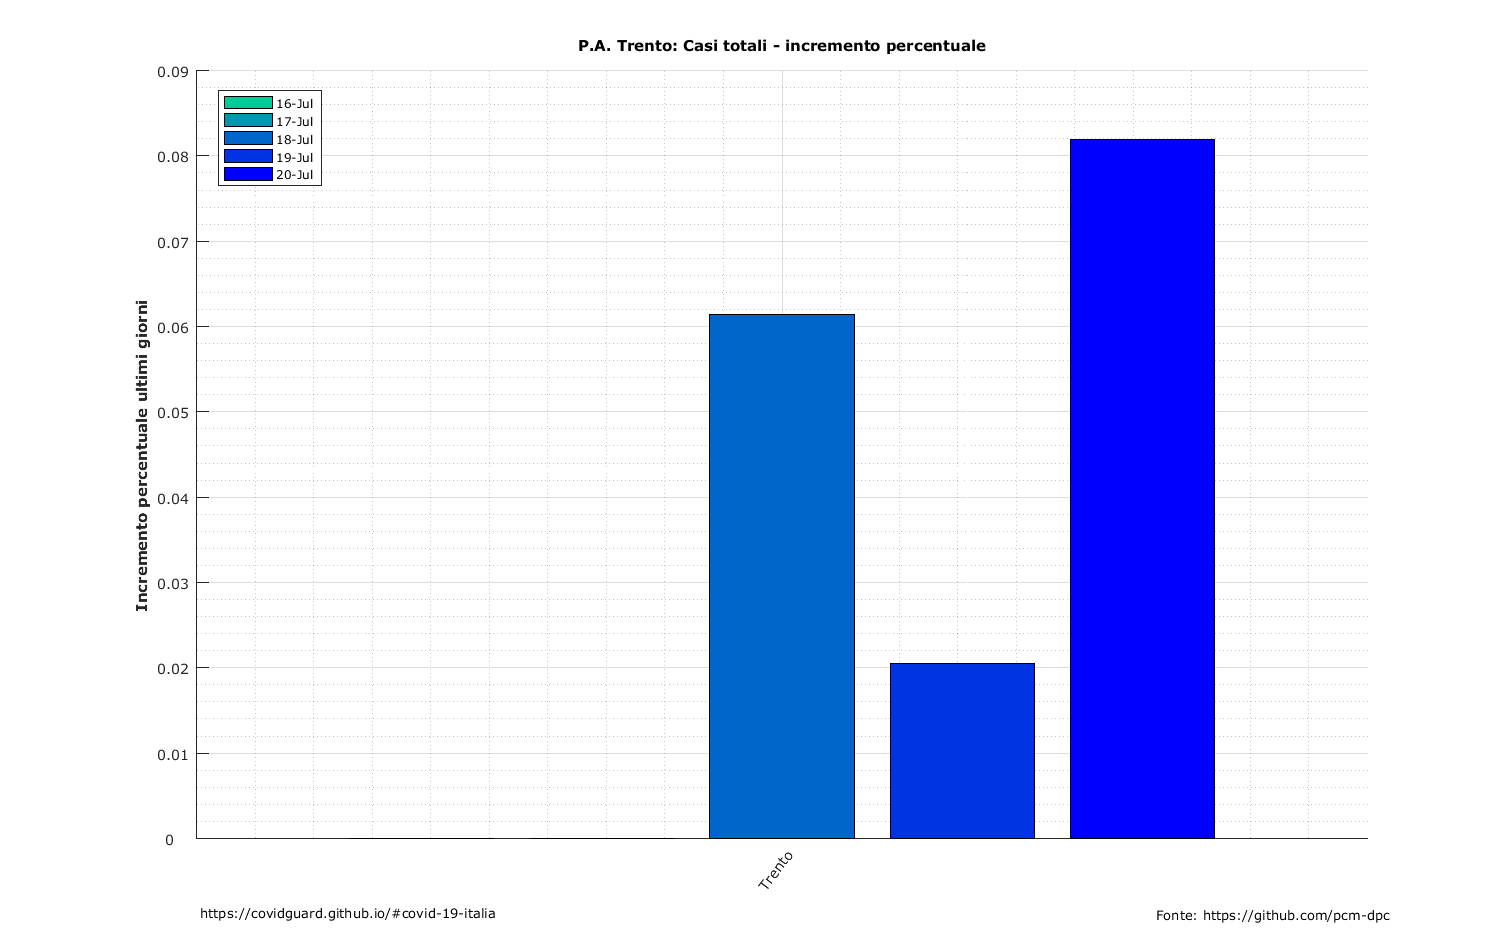 P.A. Trento: Casi totali - incremento percentuale
0.09
0.08
0.07
0.06
0.05
0.04
0.03
0.02
0.01
0
Incremento percentuale ultimi giorni
16-Jul
17-Jul
18-Jul
19-Jul
20-Jul
Trento
https://covidguard.github.io/#covid-19-italia
Fonte: https://github.com/pcm-dpc